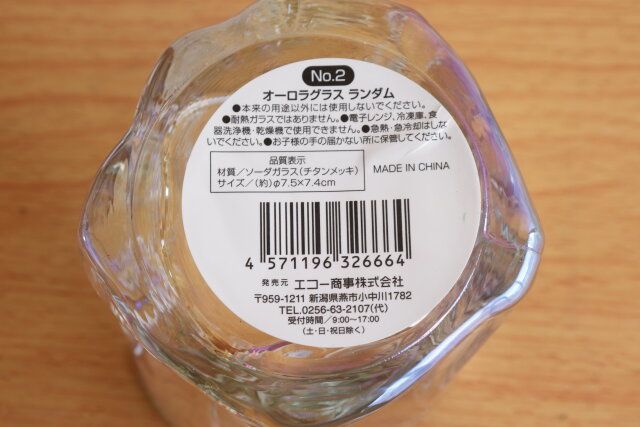 No.2
オーロラグラス ランダム
●本来の用途以外には使用しないでください。
●耐熱ガラスではありません。●電子レンジ、冷凍庫、食
器洗浄機・乾燥機で使用できません。●急熱・急冷却はしな
いでください。●お子様の手の届かない所に保管してください。
品質表示
材質／ソーダガラス（チタンメッキ）
サイズ／(約)φ7.5×7.4cm
MADE IN CHINA
4 571196 326664
発売元 エコー商事株式会社
〒959-1211 新潟県燕市小中川1782
TEL.0256-63-2107(代)
受付時間／9:00〜17:00
（土・日・祝日除く）